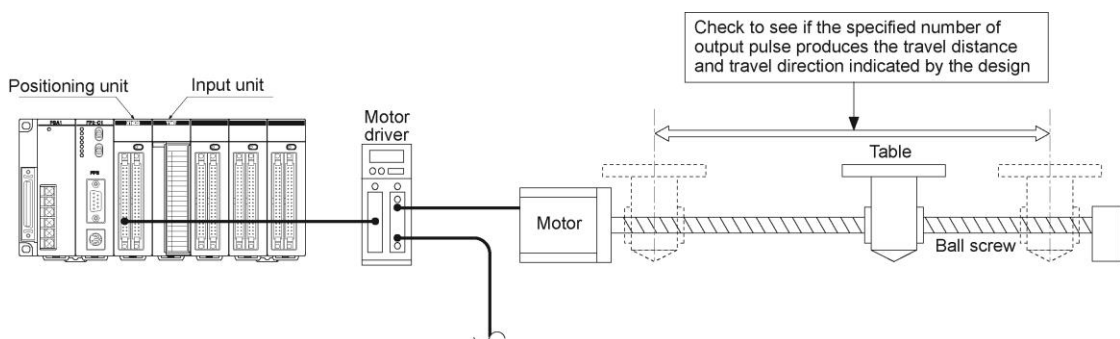 Check to see if the specified number of
output pulse produces the travel distance
and travel direction indicated by the design
Positioning unit
Input unit
Motor
driver
Table
Motor
Ball screw